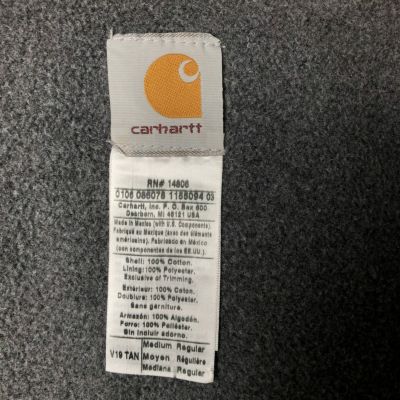 carhartt
RN# 14806
0106 086078 1155094 03
Carhartt, Inc. P. O. Box 600
Dearborn, MI 48121 USA
Made in Mexico (with U.S. Components).
Fabriqué au Mexique (avec des éléments
américains). Fabricado en México
(con componentes de los EE.UU.).
Shell: 100% Cotton.
Lining: 100% Polyester.
Exclusive of Trimming.
Extérieur: 100% Coton.
Doublure: 100% Polyester.
Sans garniture.
Armazón: 100% Algodón.
Forro: 100% Poliéster.
Sin incluir adorno.
V19 TAN
Medium Regular
Moyen Régulière
Mediana Regular